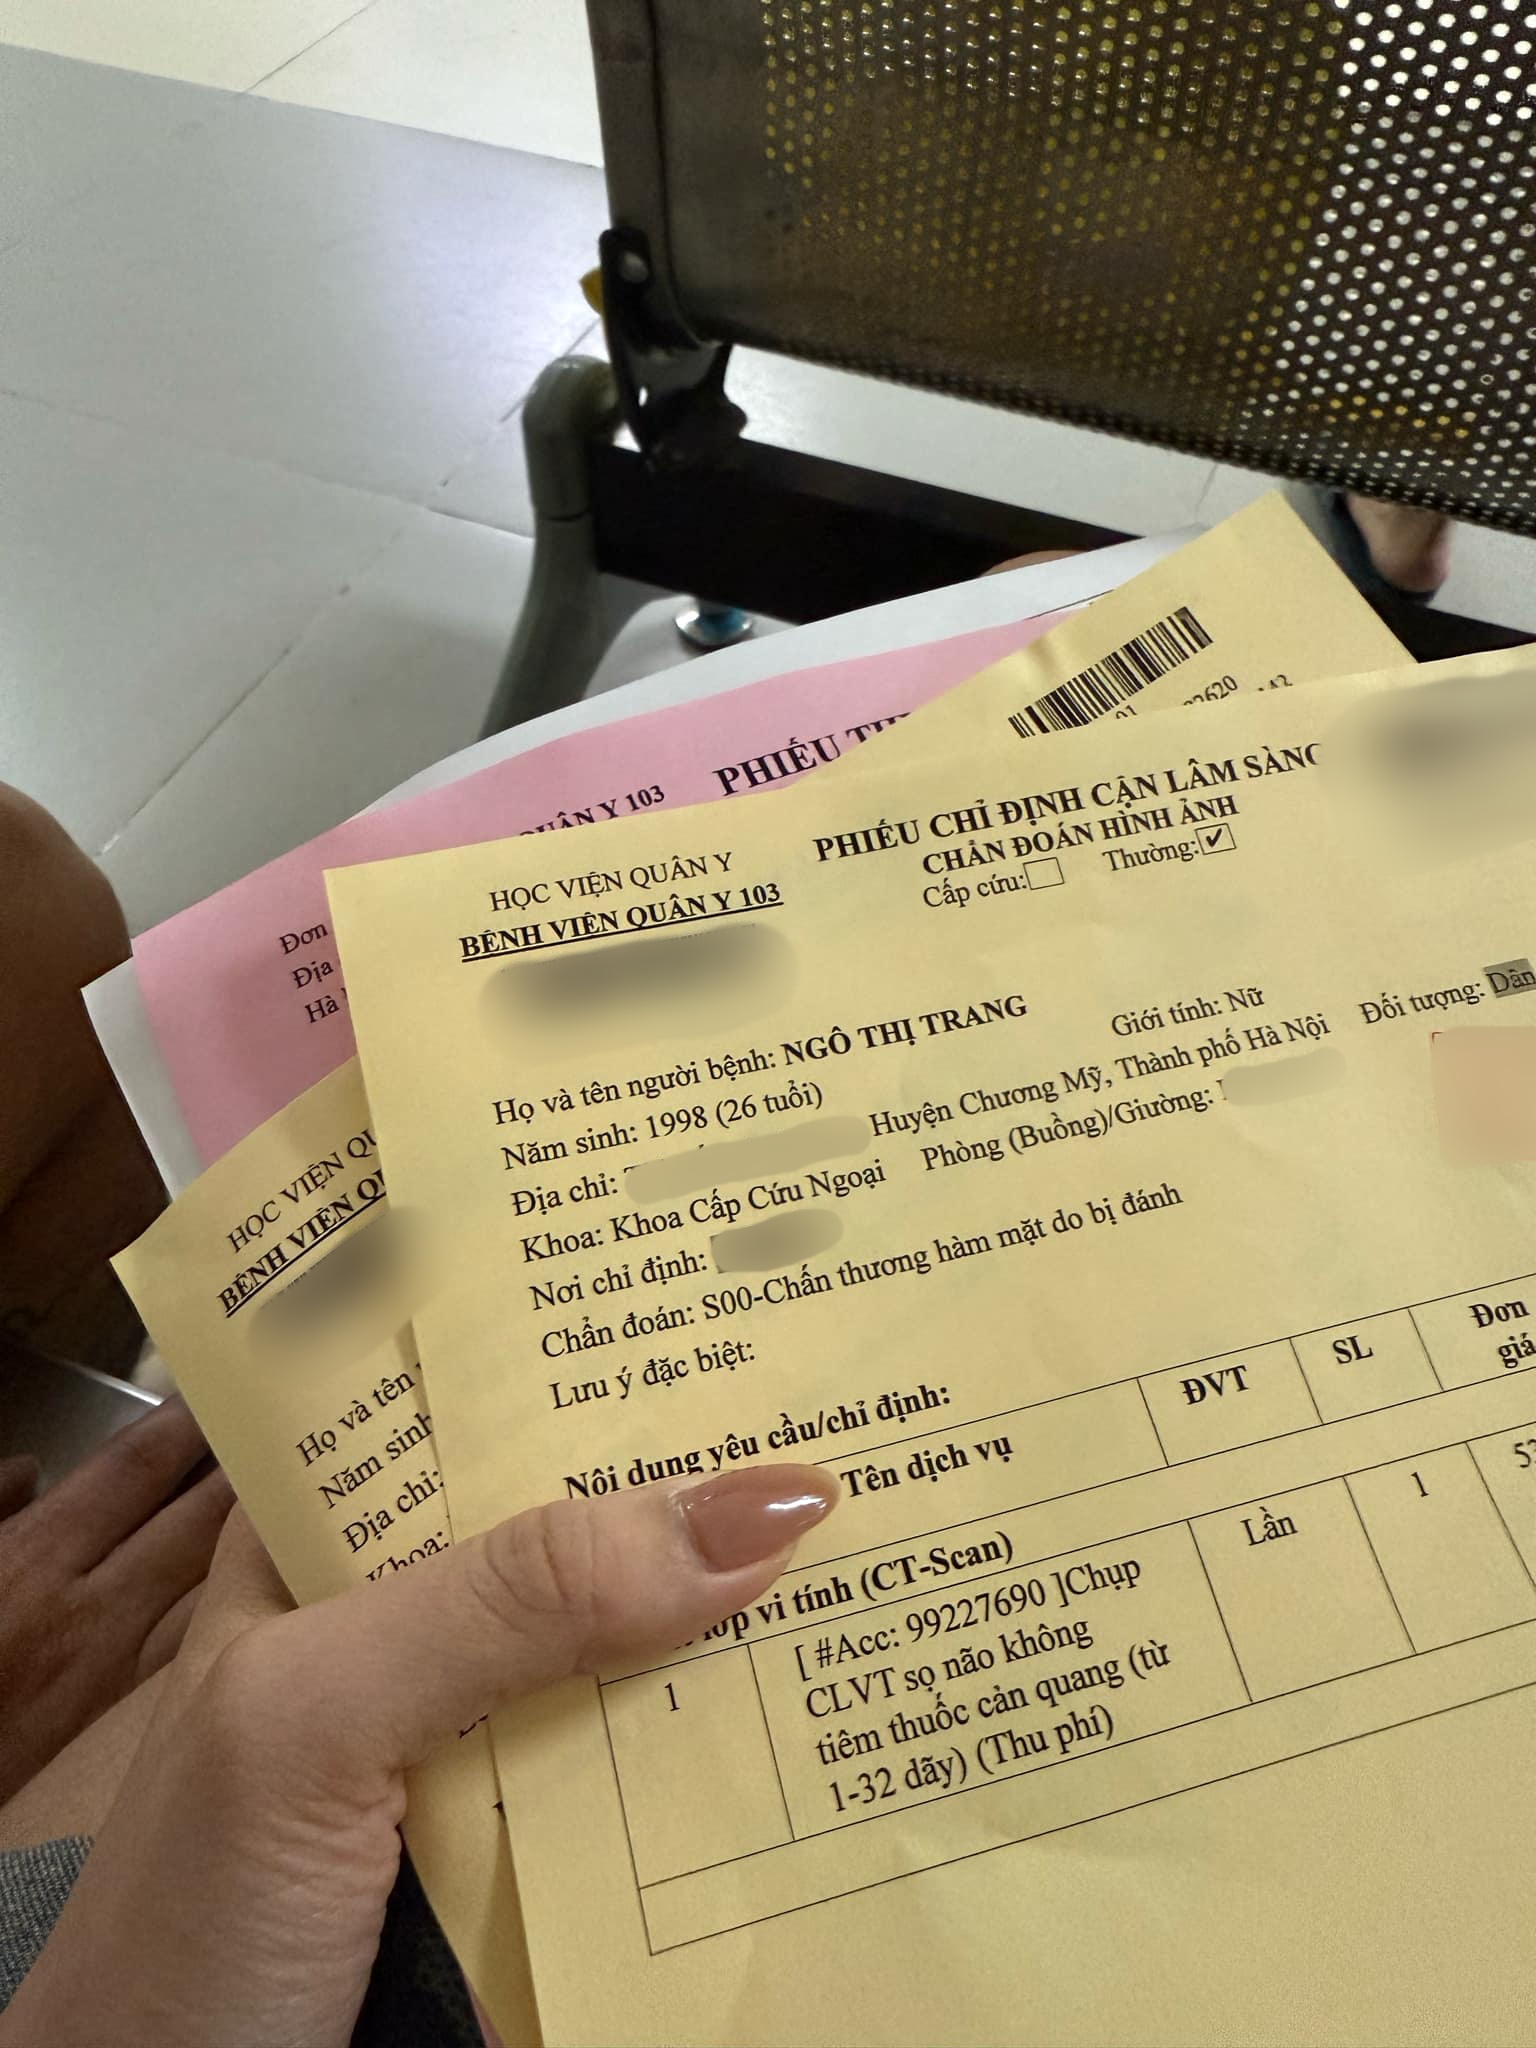 PHIẾU
QUÂN Y 103
Đơn
Địa
Hà
HỌC VIỆN QUÂN Y
BỆNH VIỆN QUÂN Y 103
PHIẾU CHỈ ĐỊNH CẬN LÂM SÀNG
CHẨN ĐOÁN HÌNH ẢNH
Cấp cứu: Thường: ✔
Họ và tên người bệnh: NGÔ THỊ TRANG
Giới tính: Nữ
Năm sinh: 1998 (26 tuổi)
Đối tượng: Dân
Địa chỉ: Huyện Chương Mỹ, Thành phố Hà Nội
Khoa: Khoa Cấp Cứu Ngoại Phòng (Buồng)/Giường:
Nơi chỉ định:
Chẩn đoán: S00-Chấn thương hàm mặt do bị đánh
Lưu ý đặc biệt:
Nội dung yêu cầu/chỉ định:
Tên dịch vụ ĐVT SL Đơn
giá
lớp vi tính (CT-Scan)
1 [ #Acc: 99227690 ]Chụp Lần 1 53
CLVT sọ não không
tiêm thuốc cản quang (từ
1-32 dãy) (Thu phí)
HỌC VIỆN
BỆNH VIỆN
Họ và tên
Năm sinh
Địa chỉ:
Khoa: